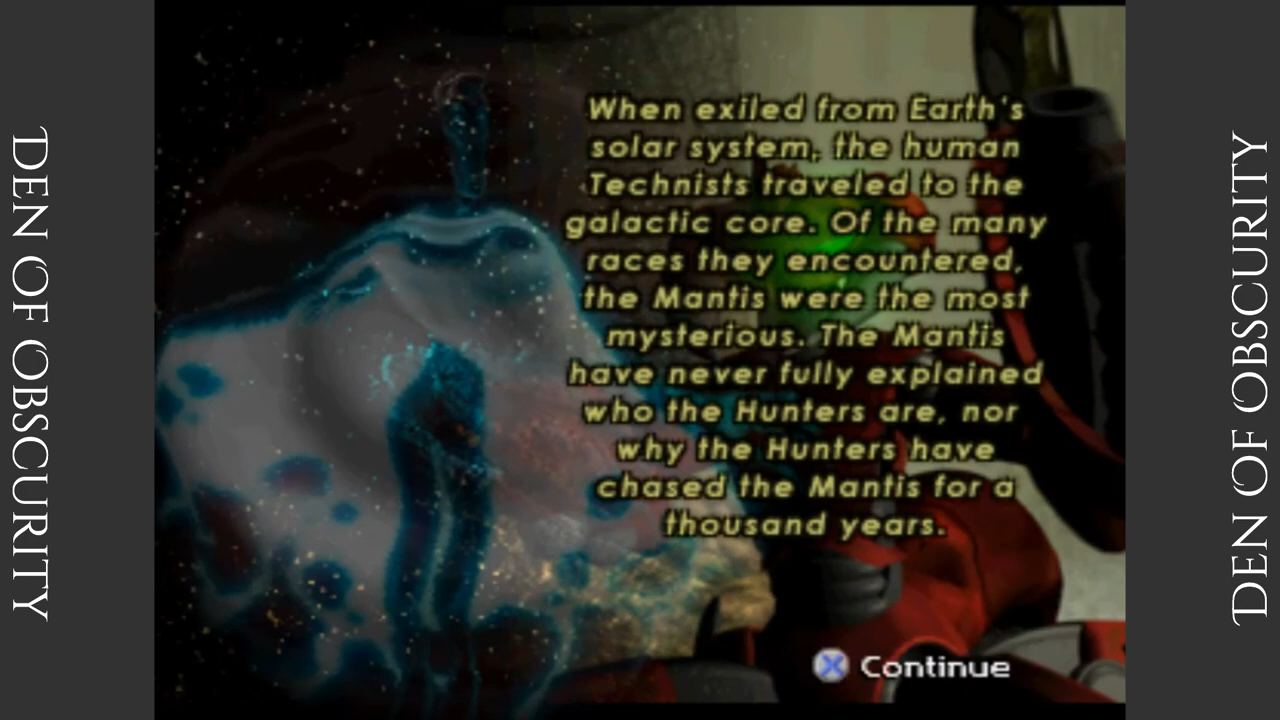 DEN OF OBSCURITY
When exiled from Earth's
solar system, the human
Technists traveled to the
galactic core. Of the many
races they encountered,
the Mantis were the most
mysterious. The Mantis
have never fully explained
who the Hunters are, nor
why the Hunters have
chased the Mantis for a
thousand years.
Continue
DEN OF OBSCURITY